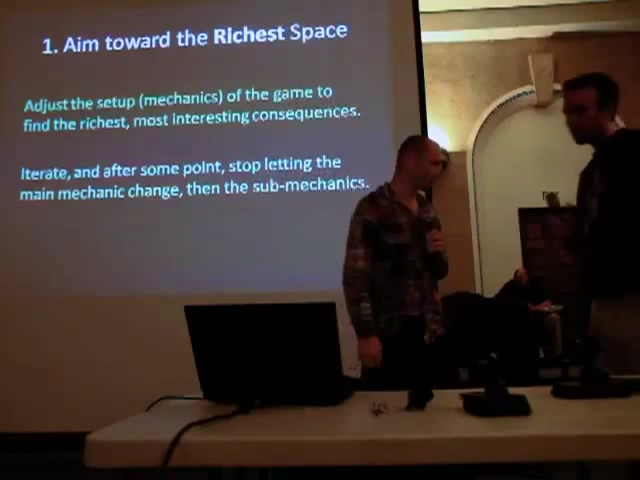 1. Aim toward the Richest Space
Adjust the setup (mechanics) of the game to
find the richest, most interesting consequences.
Iterate, and after some point, stop letting the
main mechanic change, then the sub-mechanics.